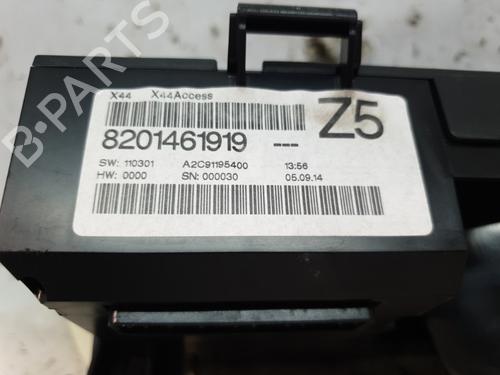 X44 X44Access
8201461919 --- Z5
SW: 110301 A2C91195400 13:56
HW: 0000 SN: 000030 05.09.14
B-PARTS